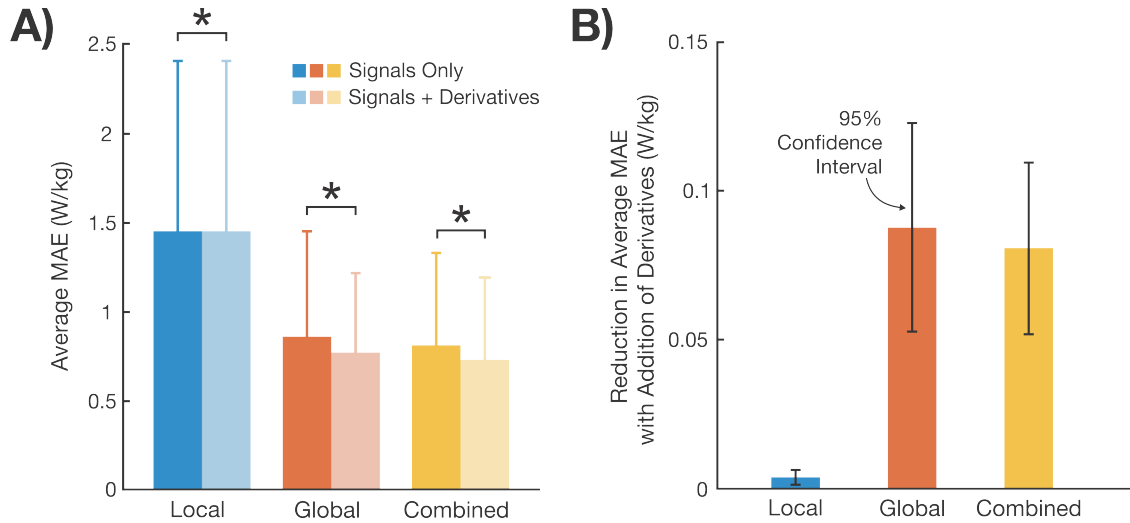 A)
Average MAE (W/kg)
2.5
2
1.5
1
0.5
0
*
*
*
Signals Only
Signals + Derivatives
Local
Global
Combined
B)
Reduction in Average MAE
with Addition of Derivatives (W/kg)
0.15
0.1
0.05
0
95%
Confidence
Interval
Local
Global
Combined